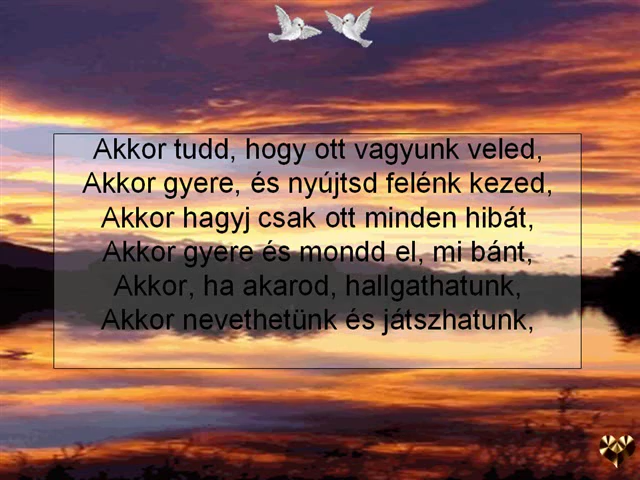 Akkor tudd, hogy ott vagyunk veled,
Akkor gyere, és nyújtsd felénk kezed,
Akkor hagyj csak ott minden hibát,
Akkor gyere és mondd el, mi bánt,
Akkor, ha akarod, hallgathatunk,
Akkor nevethetünk és játszhatunk,